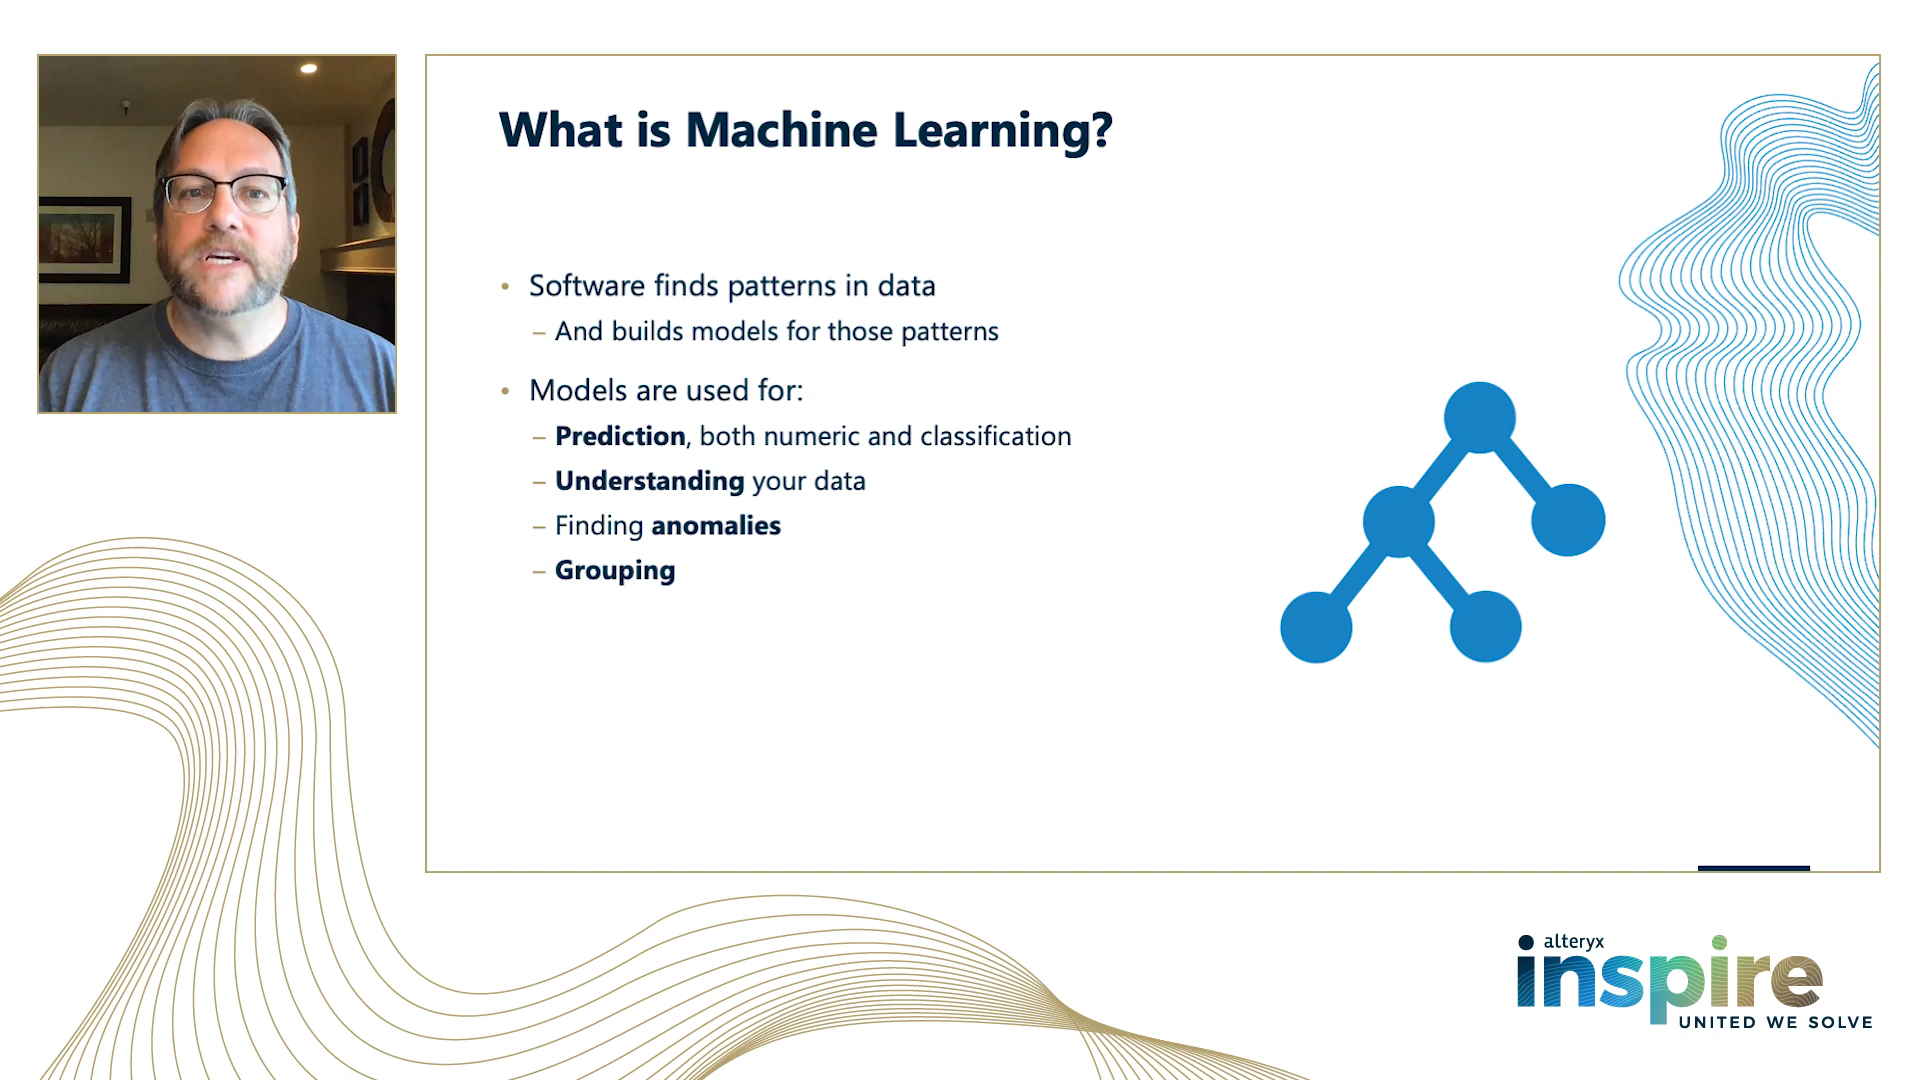 What is Machine Learning?
• Software finds patterns in data
– And builds models for those patterns
• Models are used for:
– Prediction, both numeric and classification
– Understanding your data
– Finding anomalies
– Grouping
alteryx
inspire
UNITED WE SOLVE